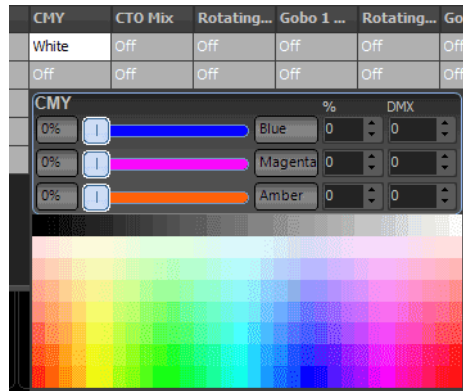 CMY CTO Mix Rotating... Gobo 1 ... Rotating... Go
White Off Off Off Off Off
Off Off Off Off Off Off
CMY % DMX
0% Blue 0 0
0% Magenta 0 0
0% Amber 0 0